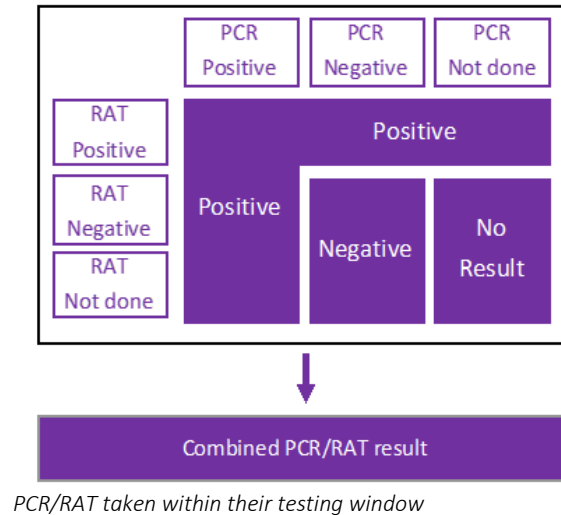 PCR
Positive
PCR
Negative
PCR
Not done
RAT
Positive
RAT
Negative
RAT
Not done
Positive
Positive
Negative
No
Result
Combined PCR/RAT result
PCR/RAT taken within their testing window